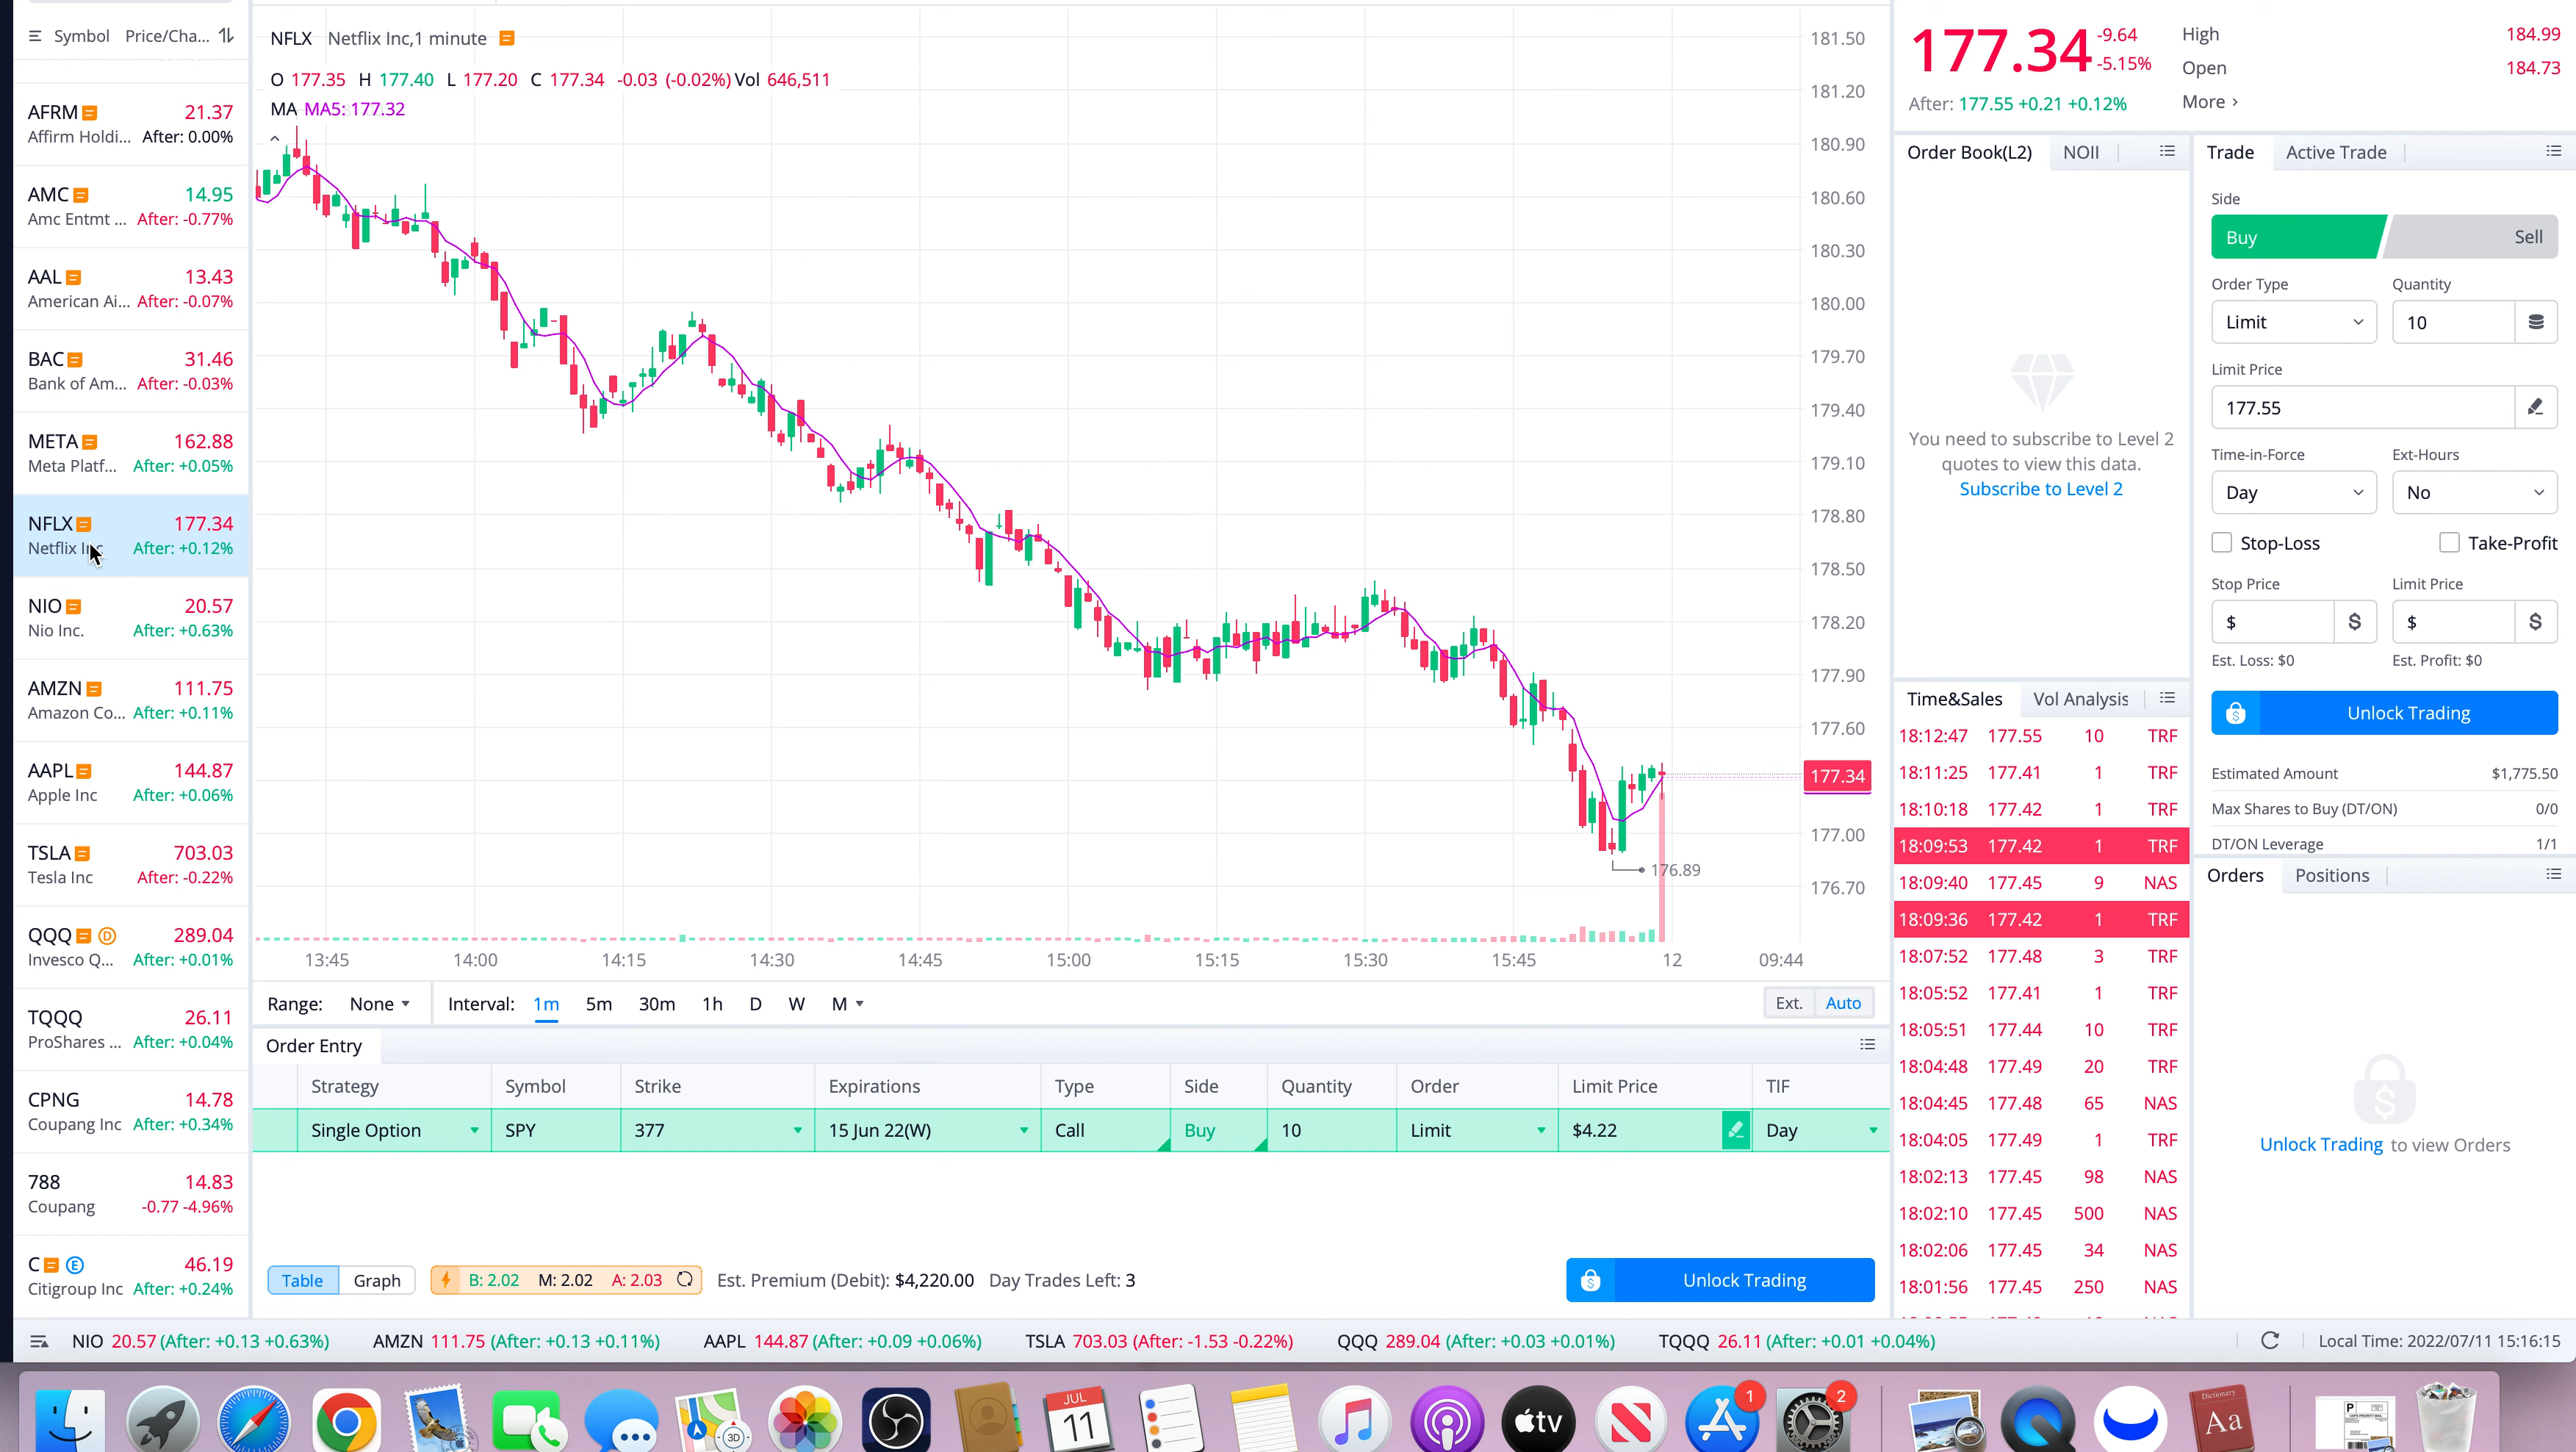 Symbol Price/Cha...
AFRM 21.37
Affirm Holdi... After: 0.00%
AMC 14.95
Amc Entmt ... After: -0.77%
AAL 13.43
American Ai... After: -0.07%
BAC 31.46
Bank of Am... After: -0.03%
META 162.88
Meta Platf... After: +0.05%
NFLX 177.34
Netflix Inc After: +0.12%
NIO 20.57
Nio Inc. After: +0.63%
AMZN 111.75
Amazon Co... After: +0.11%
AAPL 144.87
Apple Inc After: +0.06%
TSLA 703.03
Tesla Inc After: -0.22%
QQQ D 289.04
Invesco Q... After: +0.01%
TQQQ 26.11
ProShares ... After: +0.04%
CPNG 14.78
Coupang Inc After: +0.34%
788 14.83
Coupang -0.77 -4.96%
C E 46.19
Citigroup Inc After: +0.24%
NFLX Netflix Inc,1 minute
O 177.35 H 177.40 L 177.20 C 177.34 -0.03 (-0.02%) Vol 646,511
MA MA5: 177.32
181.50
181.20
180.90
180.60
180.30
180.00
179.70
179.40
179.10
178.80
178.50
178.20
177.90
177.60
177.34
177.00
176.70
176.89
13:45 14:00 14:15 14:30 14:45 15:00 15:15 15:30 15:45 12 09:44
Range: None Interval: 1m 5m 30m 1h D W M Ext. Auto
Order Entry
Strategy Symbol Strike Expirations Type Side Quantity Order Limit Price TIF
Single Option SPY 377 15 Jun 22(W) Call Buy 10 Limit $4.22 Day
Table Graph B: 2.02 M: 2.02 A: 2.03 Est. Premium (Debit): $4,220.00 Day Trades Left: 3 Unlock Trading
177.34 -9.64 -5.15%
After: 177.55 +0.21 +0.12%
High 184.99
Open 184.73
More ›
Order Book(L2) NOII
You need to subscribe to Level 2
quotes to view this data.
Subscribe to Level 2
Time&Sales Vol Analysis
18:12:47 177.55 10 TRF
18:11:25 177.41 1 TRF
18:10:18 177.42 1 TRF
18:09:53 177.42 1 TRF
18:09:40 177.45 9 NAS
18:09:36 177.42 1 TRF
18:07:52 177.48 3 TRF
18:05:52 177.41 1 TRF
18:05:51 177.44 10 TRF
18:04:48 177.49 20 TRF
18:04:45 177.48 65 NAS
18:04:05 177.49 1 TRF
18:02:13 177.45 98 NAS
18:02:10 177.45 500 NAS
18:02:06 177.45 34 NAS
18:01:56 177.45 250 NAS
Trade Active Trade
Side
Buy Sell
Order Type Quantity
Limit 10
Limit Price
177.55
Time-in-Force Ext-Hours
Day No
Stop-Loss Take-Profit
Stop Price Limit Price
$ $ $ $
Est. Loss: $0 Est. Profit: $0
Unlock Trading
Estimated Amount $1,775.50
Max Shares to Buy (DT/ON) 0/0
DT/ON Leverage 1/1
Orders Positions
Unlock Trading to view Orders
NIO 20.57 (After: +0.13 +0.63%) AMZN 111.75 (After: +0.13 +0.11%) AAPL 144.87 (After: +0.09 +0.06%) TSLA 703.03 (After: -1.53 -0.22%) QQQ 289.04 (After: +0.03 +0.01%) TQQQ 26.11 (After: +0.01 +0.04%) Local Time: 2022/07/11 15:16:15
JUL
11
3D
tv
1
2
Dictionary
Aa
P